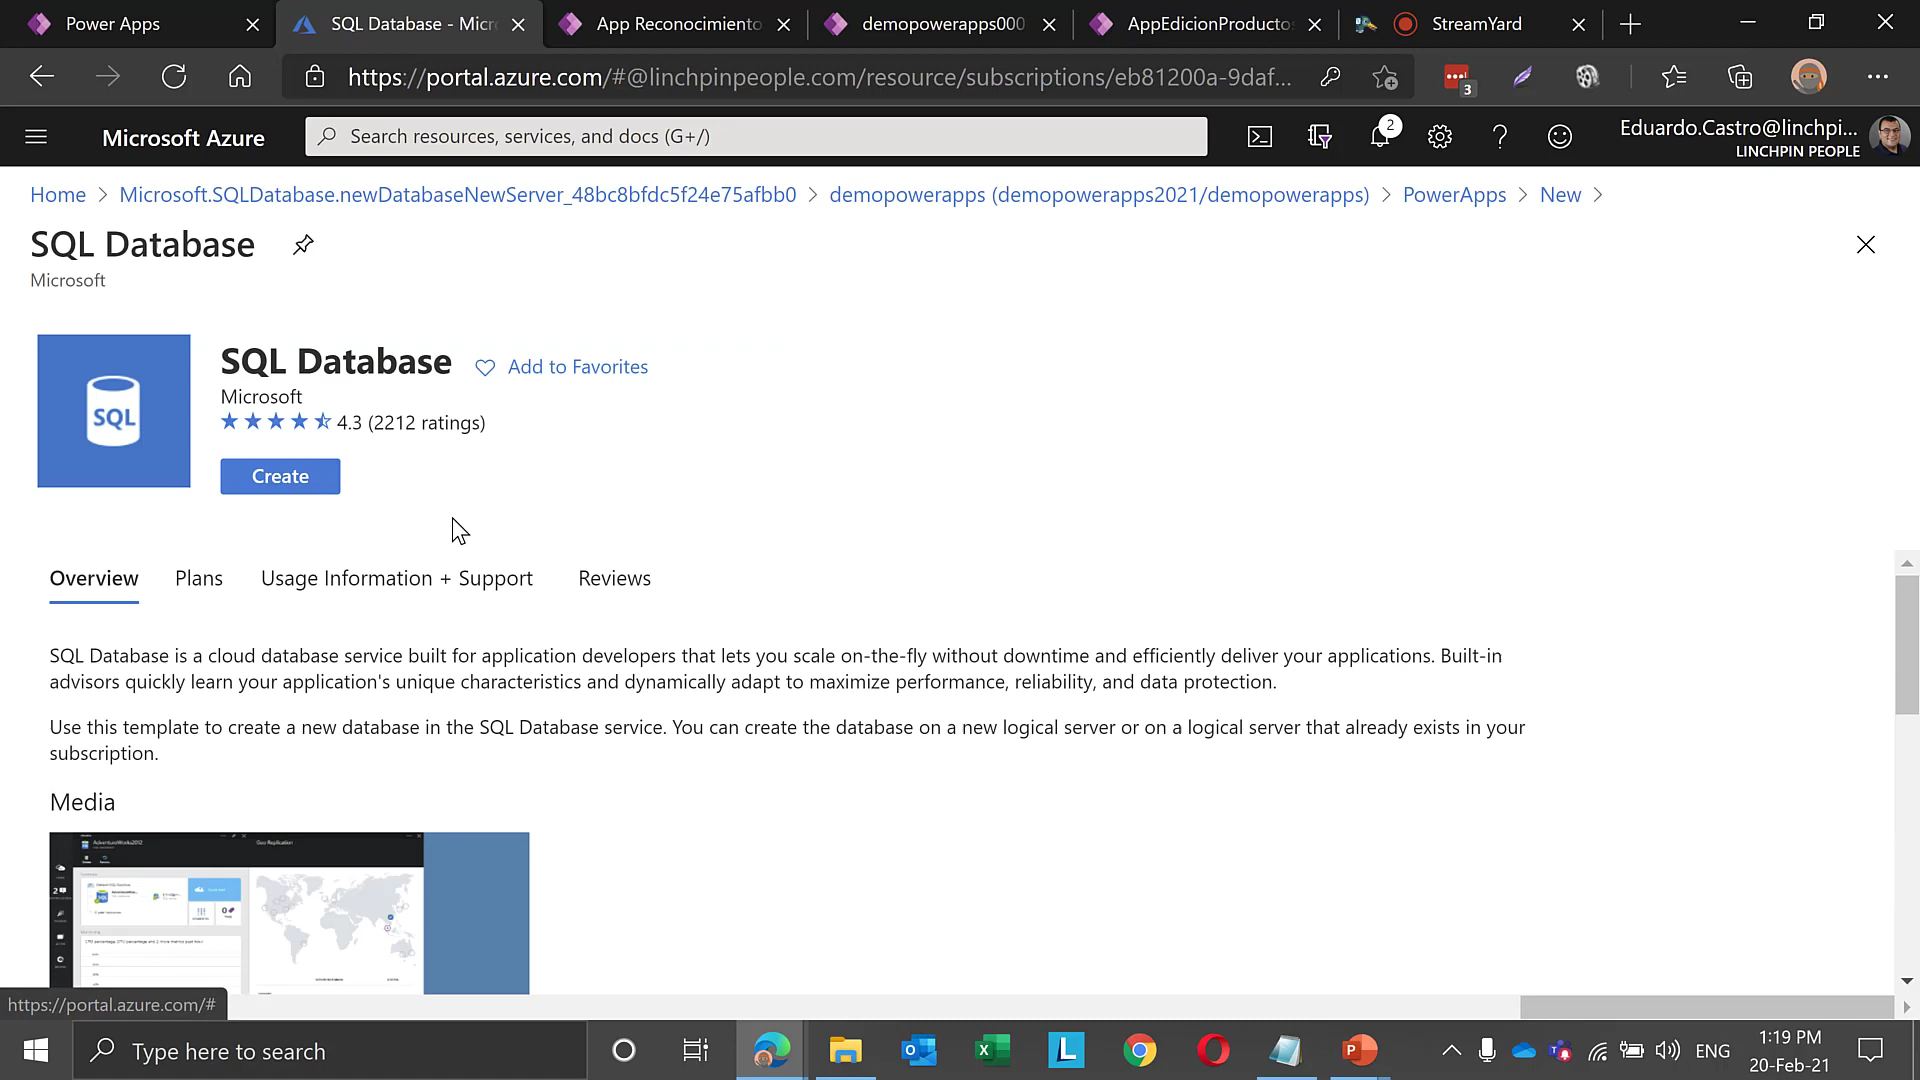 Power Apps
SQL Database - Micr
App Reconocimiento
demopowerapps000
AppEdicionProductos
StreamYard
https://portal.azure.com/#@linchpinpeople.com/resource/subscriptions/eb81200a-9daf...
3
Microsoft Azure
Search resources, services, and docs (G+/)
2
Eduardo.Castro@linchpi...
LINCHPIN PEOPLE
Home > Microsoft.SQLDatabase.newDatabaseNewServer_48bc8bfdc5f24e75afbb0 > demopowerapps (demopowerapps2021/demopowerapps) > PowerApps > New >
SQL Database
Microsoft
SQL
SQL Database
Add to Favorites
Microsoft
4.3 (2212 ratings)
Create
Overview
Plans
Usage Information + Support
Reviews
SQL Database is a cloud database service built for application developers that lets you scale on-the-fly without downtime and efficiently deliver your applications. Built-in
advisors quickly learn your application's unique characteristics and dynamically adapt to maximize performance, reliability, and data protection.
Use this template to create a new database in the SQL Database service. You can create the database on a new logical server or on a logical server that already exists in your
subscription.
Media
AdventureWorks2012
Geo Replication
https://portal.azure.com/#
Type here to search
L
ENG
1:19 PM
20-Feb-21